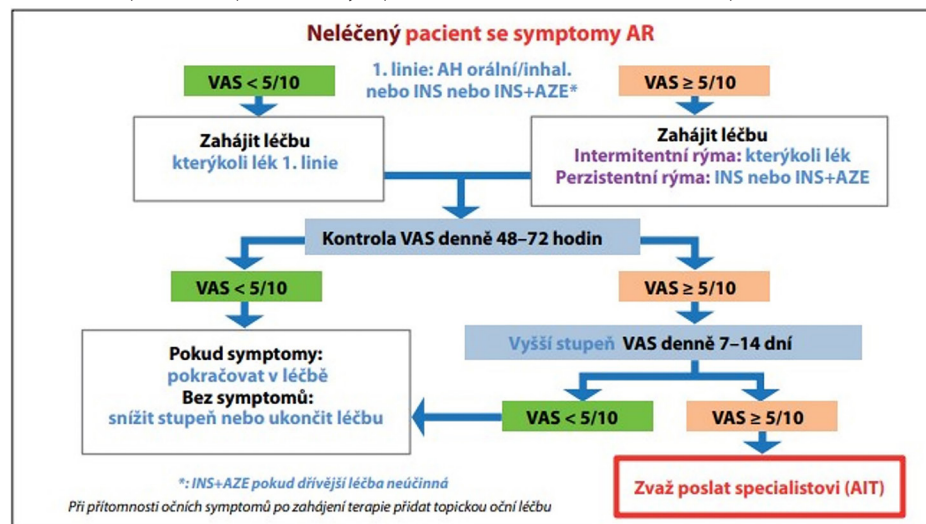 Neléčený pacient se symptomy AR
VAS < 5/10
1. linie: AH orální/inhal.
nebo INS nebo INS+AZE*
VAS ≥ 5/10
Zahájit léčbu
kterýkoli lék 1. linie
Zahájit léčbu
Intermitentní rýma: kterýkoli lék
Perzistentní rýma: INS nebo INS+AZE
Kontrola VAS denně 48–72 hodin
VAS < 5/10
VAS ≥ 5/10
Pokud symptomy:
pokračovat v léčbě
Bez symptomů:
snížit stupeň nebo ukončit léčbu
Vyšší stupeň VAS denně 7–14 dní
VAS < 5/10
VAS ≥ 5/10
Zvaž poslat specialistovi (AIT)
*: INS+AZE pokud dřívější léčba neúčinná
Při přítomnosti očních symptomů po zahájení terapie přidat topickou oční léčbu